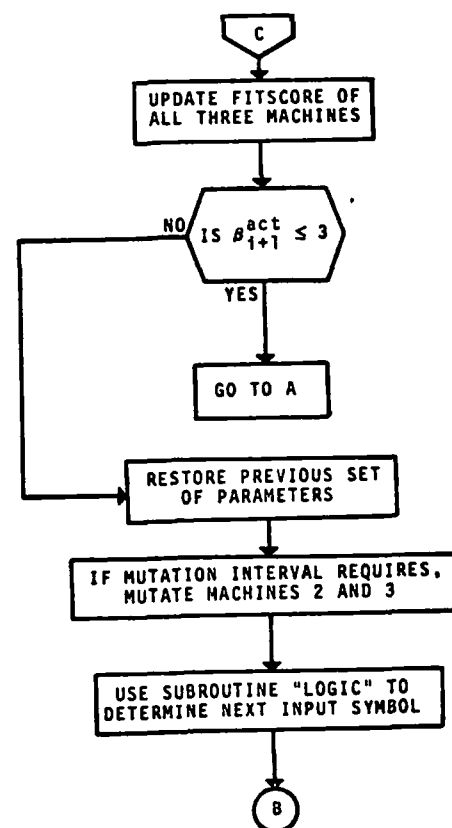 C
UPDATE FITSCORE OF
ALL THREE MACHINES
NO
IS β^act_i+1 ≤ 3
YES
GO TO A
RESTORE PREVIOUS SET
OF PARAMETERS
IF MUTATION INTERVAL REQUIRES,
MUTATE MACHINES 2 AND 3
USE SUBROUTINE "LOGIC" TO
DETERMINE NEXT INPUT SYMBOL
B